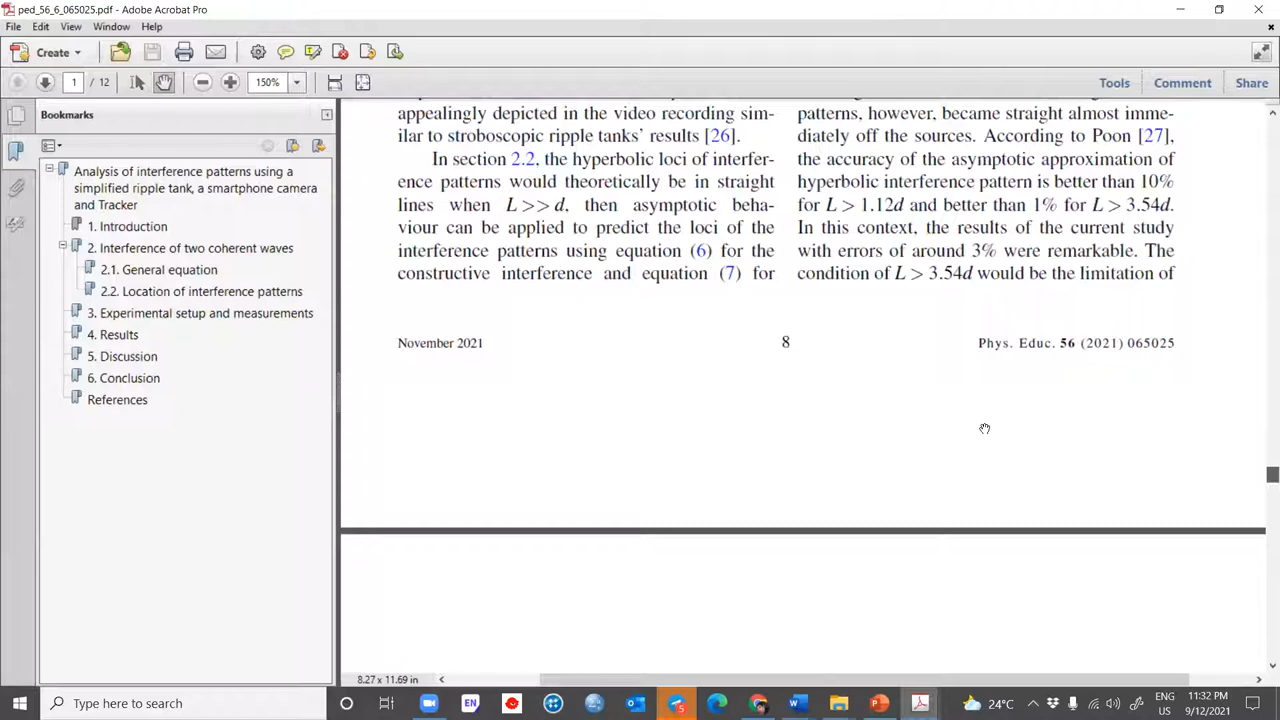 ped_56_6_065025.pdf - Adobe Acrobat Pro
File Edit View Window Help
Create
1 / 12
150%
Tools Comment Share
Bookmarks
Analysis of interference patterns using a
simplified ripple tank, a smartphone camera
and Tracker
1. Introduction
2. Interference of two coherent waves
2.1. General equation
2.2. Location of interference patterns
3. Experimental setup and measurements
4. Results
5. Discussion
6. Conclusion
References
appealingly depicted in the video recording sim-
ilar to stroboscopic ripple tanks' results [26].
In section 2.2, the hyperbolic loci of interfer-
ence patterns would theoretically be in straight
lines when L >> d, then asymptotic beha-
viour can be applied to predict the loci of the
interference patterns using equation (6) for the
constructive interference and equation (7) for
patterns, however, became straight almost imme-
diately off the sources. According to Poon [27],
the accuracy of the asymptotic approximation of
hyperbolic interference pattern is better than 10%
for L > 1.12d and better than 1% for L > 3.54d.
In this context, the results of the current study
with errors of around 3% were remarkable. The
condition of L > 3.54d would be the limitation of
November 2021
8
Phys. Educ. 56 (2021) 065025
8.27 x 11.69 in
Type here to search
EN
24°C
ENG
US
11:32 PM
9/12/2021